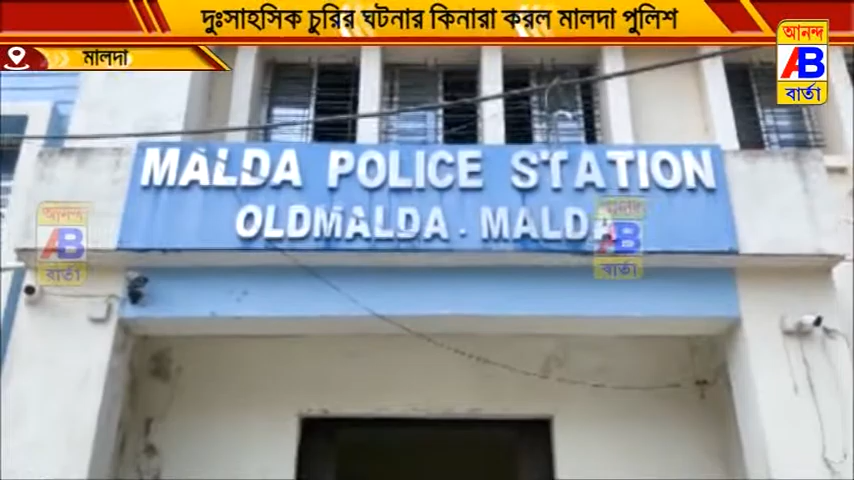 দুঃসাহসিক চুরির ঘটনার কিনারা করল মালদা পুলিশ
মালদা
আনন্দ
AB
বার্তা
MALDA POLICE STATION
OLDMALDA - MALDA
আনন্দ
AB
বার্তা
আনন্দ
AB
বার্তা